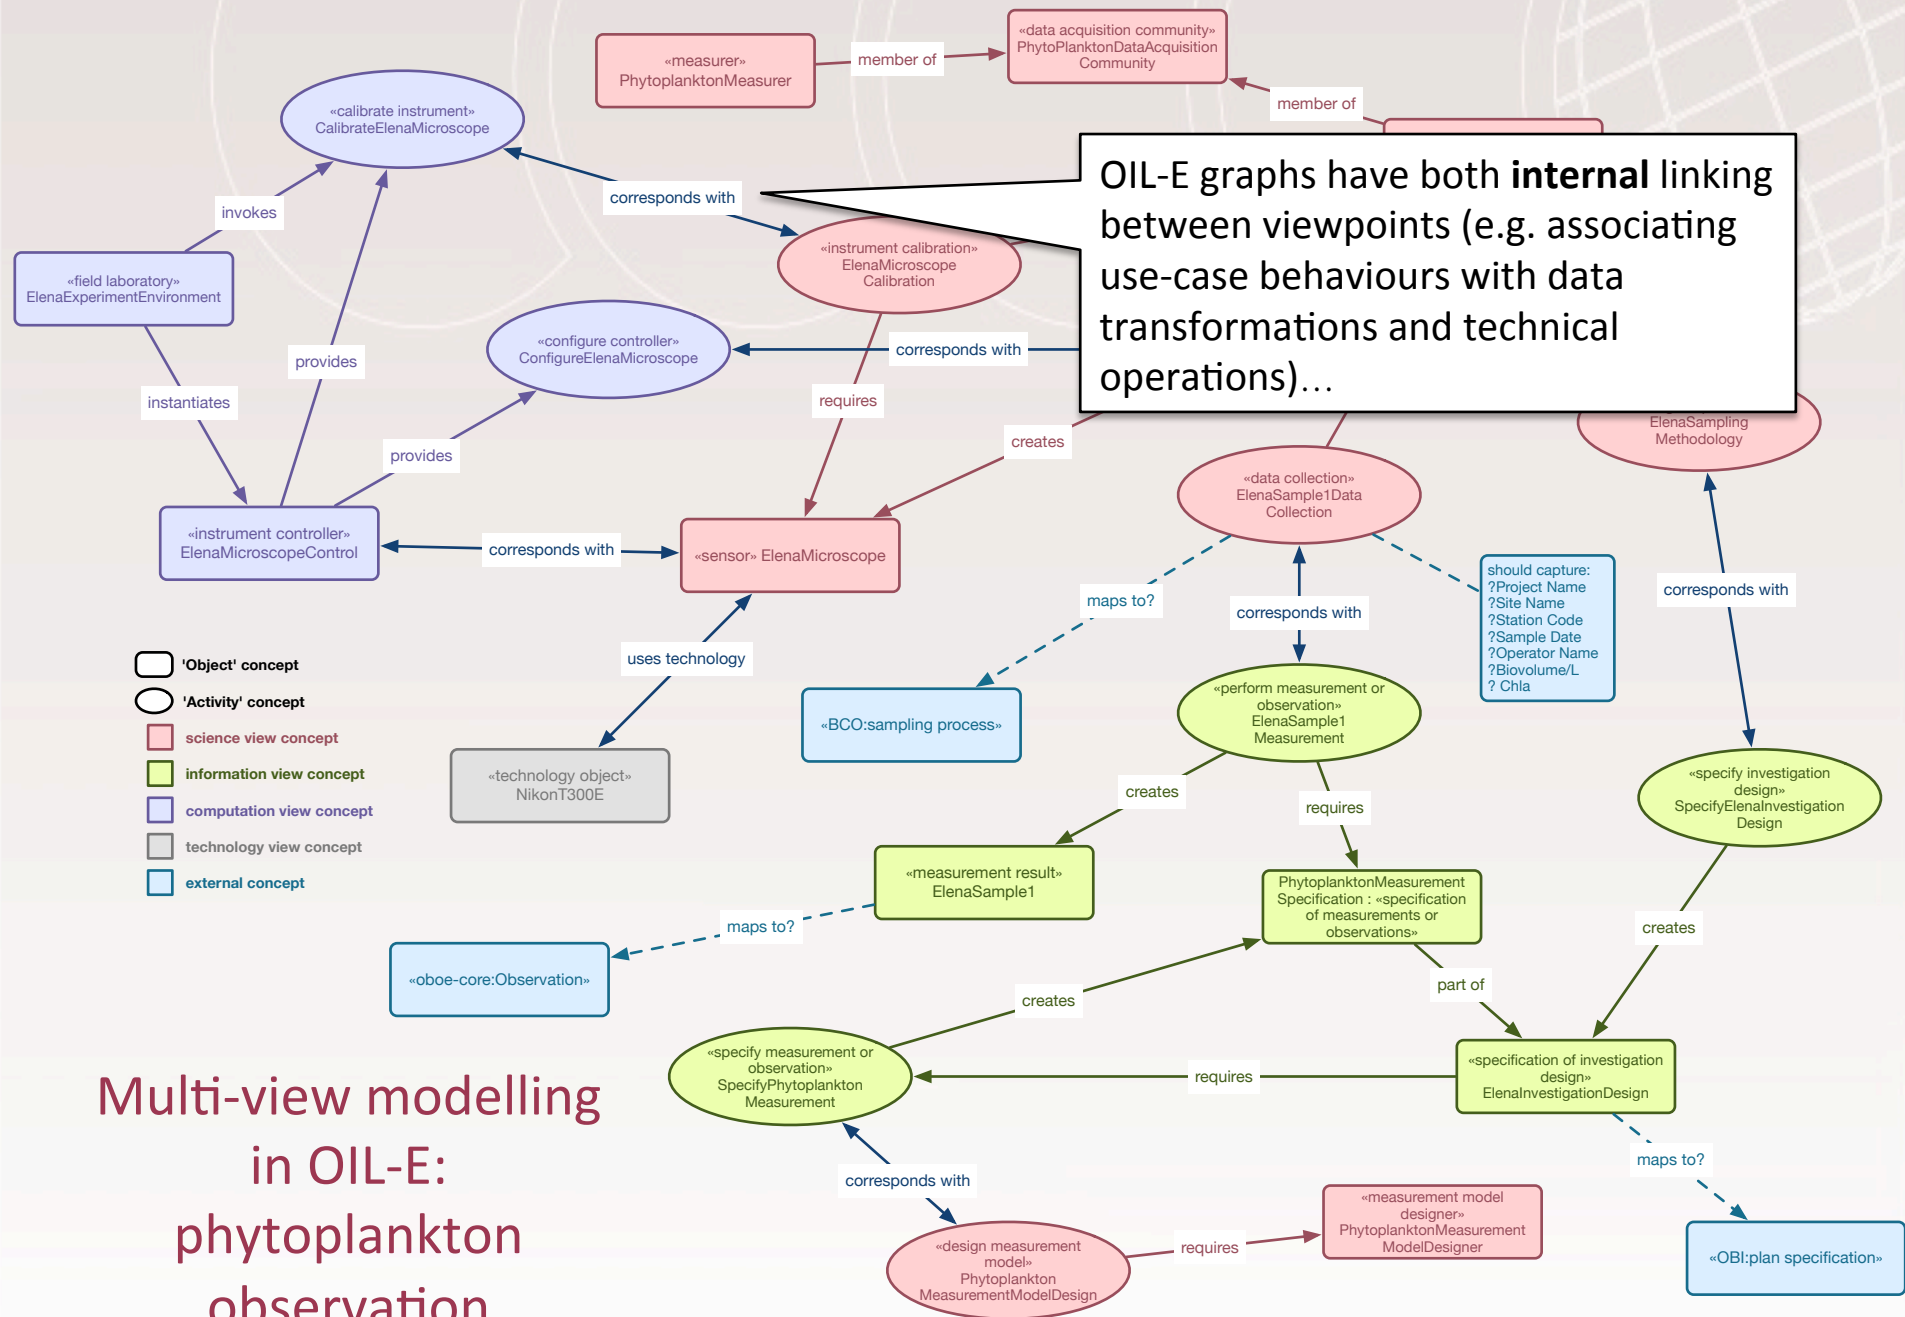 «data acquisition community»
PhytoPlanktonDataAcquisition
Community
«measurer»
PhytoplanktonMeasurer
member of
member of
«calibrate instrument»
CalibrateElenaMicroscope
OIL-E graphs have both internal linking
between viewpoints (e.g. associating
use-case behaviours with data
transformations and technical
operations)…
corresponds with
invokes
«instrument calibration»
ElenaMicroscope
Calibration
«field laboratory»
ElenaExperimentEnvironment
«configure controller»
ConfigureElenaMicroscope
corresponds with
provides
instantiates
requires
ElenaSampling
Methodology
creates
provides
«data collection»
ElenaSample1Data
Collection
«instrument controller»
ElenaMicroscopeControl
corresponds with
«sensor» ElenaMicroscope
should capture:
?Project Name
?Site Name
?Station Code
?Sample Date
?Operator Name
?Biovolume/L
? Chla
maps to?
corresponds with
corresponds with
uses technology
'Object' concept
'Activity' concept
science view concept
information view concept
computation view concept
technology view concept
external concept
«perform measurement or
observation»
ElenaSample1
Measurement
«BCO:sampling process»
«technology object»
NikonT300E
«specify investigation
design»
SpecifyElenaInvestigation
Design
creates
requires
«measurement result»
ElenaSample1
PhytoplanktonMeasurement
Specification : «specification
of measurements or
observations»
maps to?
creates
«oboe-core:Observation»
part of
creates
«specify measurement or
observation»
SpecifyPhytoplankton
Measurement
requires
«specification of investigation
design»
ElenaInvestigationDesign
Multi-view modelling
in OIL-E:
phytoplankton
observation
corresponds with
maps to?
«measurement model
designer»
PhytoplanktonMeasurement
ModelDesigner
«design measurement
model»
Phytoplankton
MeasurementModelDesign
requires
«OBI:plan specification»